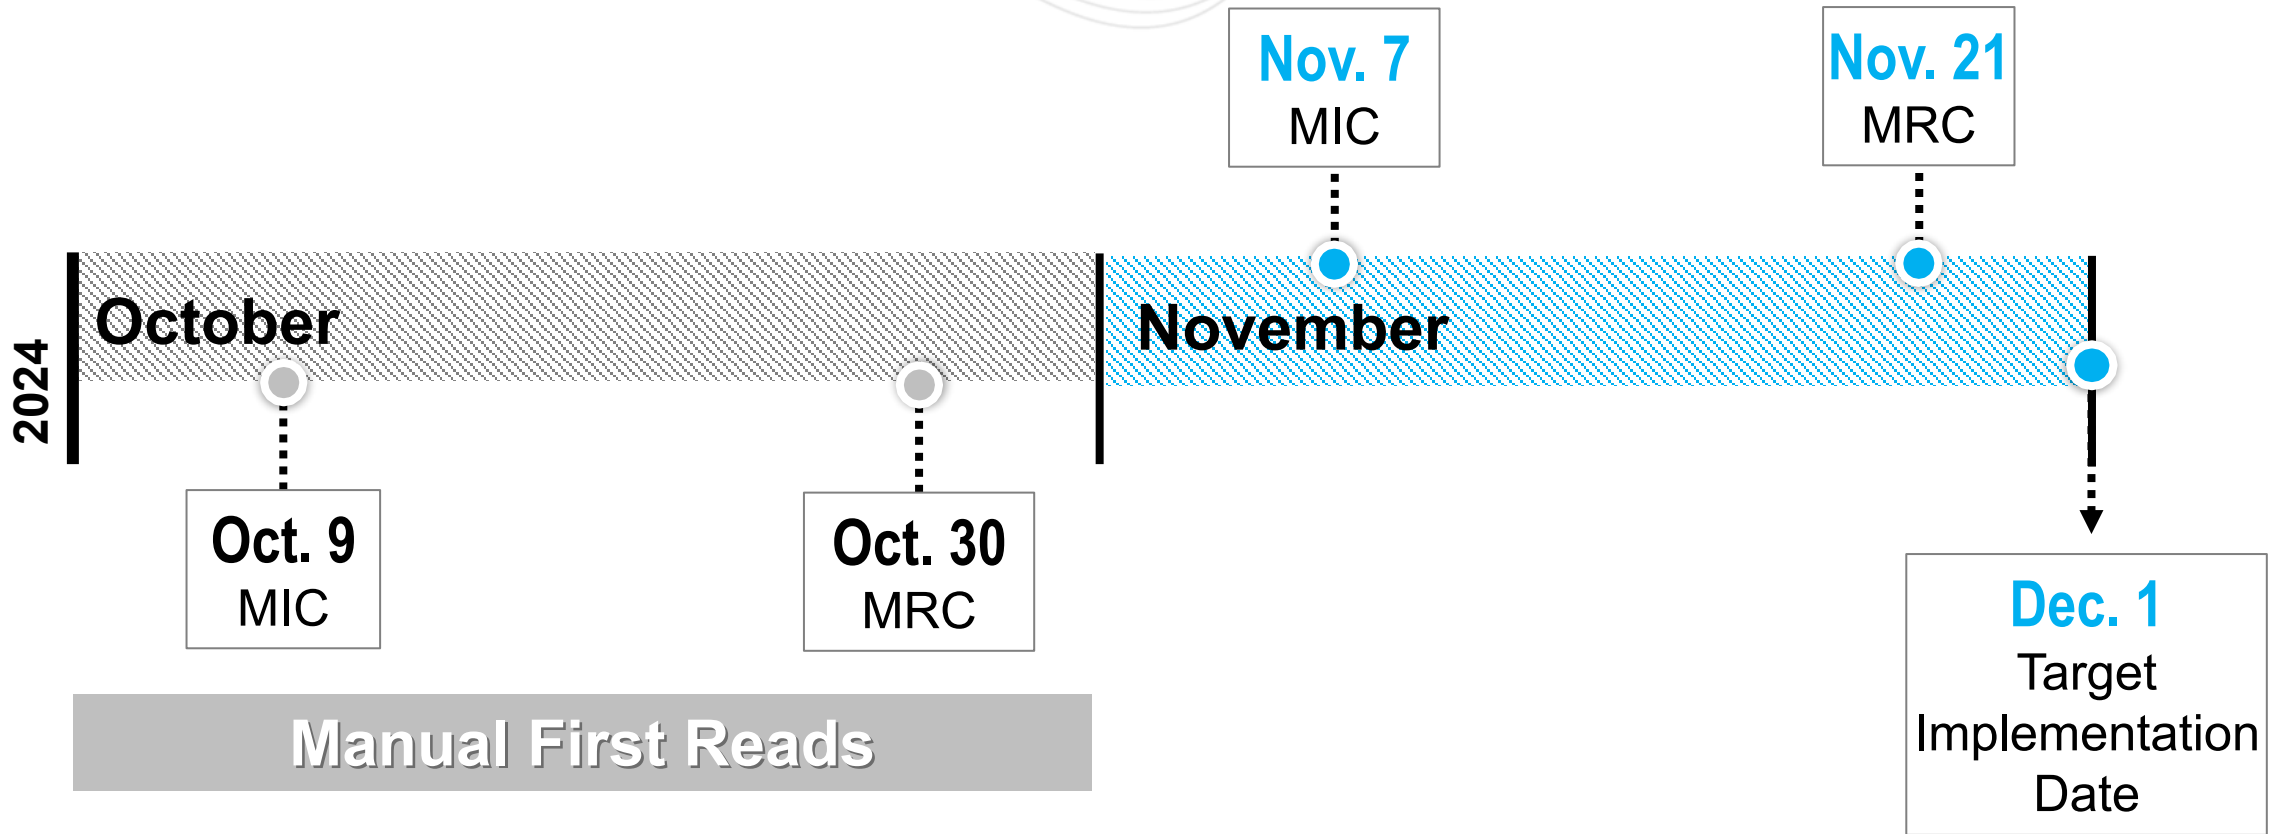 Nov. 7
MIC
Nov. 21
MRC
2024
October
November
Oct. 9
MIC
Oct. 30
MRC
Dec. 1
Target
Implementation
Date
Manual First Reads